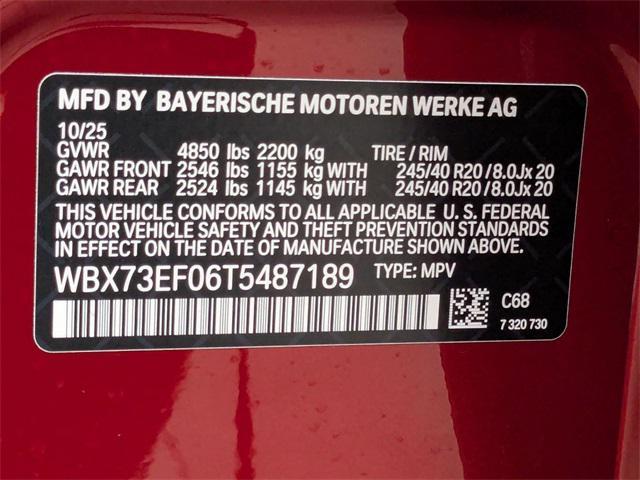 MFD BY BAYERISCHE MOTOREN WERKE AG
10/25
GVWR 4850 lbs 2200 kg TIRE / RIM
GAWR FRONT 2546 lbs 1155 kg WITH 245/40 R20 / 8.0Jx 20
GAWR REAR 2524 lbs 1145 kg WITH 245/40 R20 / 8.0Jx 20
THIS VEHICLE CONFORMS TO ALL APPLICABLE U. S. FEDERAL
MOTOR VEHICLE SAFETY AND THEFT PREVENTION STANDARDS
IN EFFECT ON THE DATE OF MANUFACTURE SHOWN ABOVE.
WBX73EF06T5487189 TYPE: MPV
C68
7 320 730